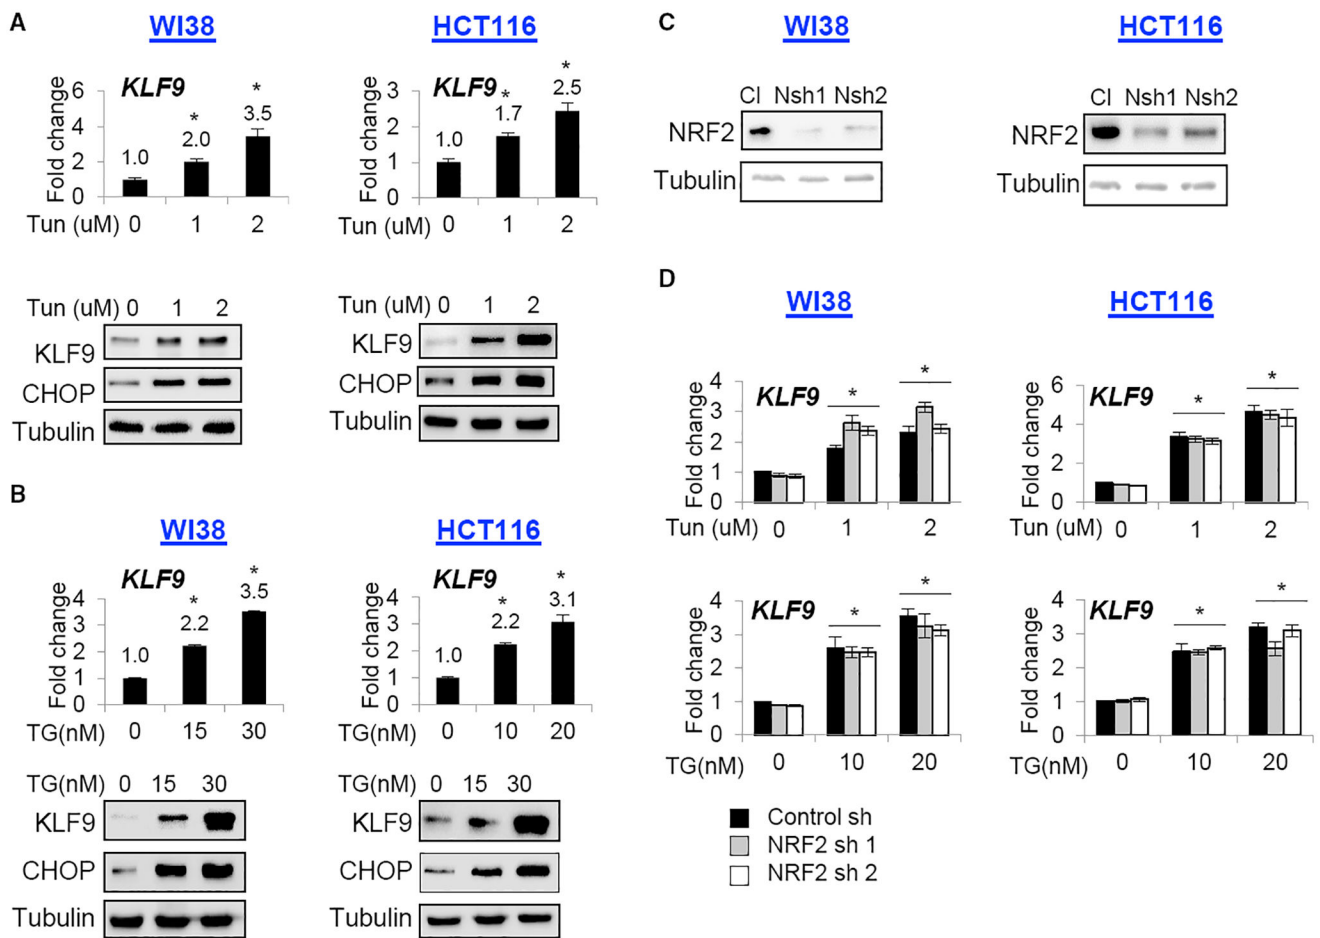 A
WI38
HCT116
KLF9
Fold change
6
4
2
0
1.0
*
2.0
*
3.5
Tun (uM) 0 1 2
KLF9
Fold change
3
2
1
0
1.0
*
1.7
*
2.5
Tun (uM) 0 1 2
Tun (uM) 0 1 2
KLF9
CHOP
Tubulin
Tun (uM) 0 1 2
KLF9
CHOP
Tubulin
B
WI38
HCT116
KLF9
Fold change
4
3
2
1
0
1.0
*
2.2
*
3.5
TG(nM) 0 15 30
KLF9
Fold change
4
3
2
1
0
1.0
*
2.2
*
3.1
TG(nM) 0 10 20
TG(nM) 0 15 30
KLF9
CHOP
Tubulin
TG(nM) 0 15 30
KLF9
CHOP
Tubulin
C
WI38
HCT116
Cl Nsh1 Nsh2
NRF2
Tubulin
Cl Nsh1 Nsh2
NRF2
Tubulin
D
WI38
HCT116
KLF9
Fold change
4
3
2
1
0
*
*
Tun (uM) 0 1 2
KLF9
Fold change
6
4
2
0
*
*
Tun (uM) 0 1 2
KLF9
Fold change
4
3
2
1
0
*
*
TG(nM) 0 10 20
KLF9
Fold change
4
3
2
1
0
*
*
TG(nM) 0 10 20
Control sh
NRF2 sh 1
NRF2 sh 2